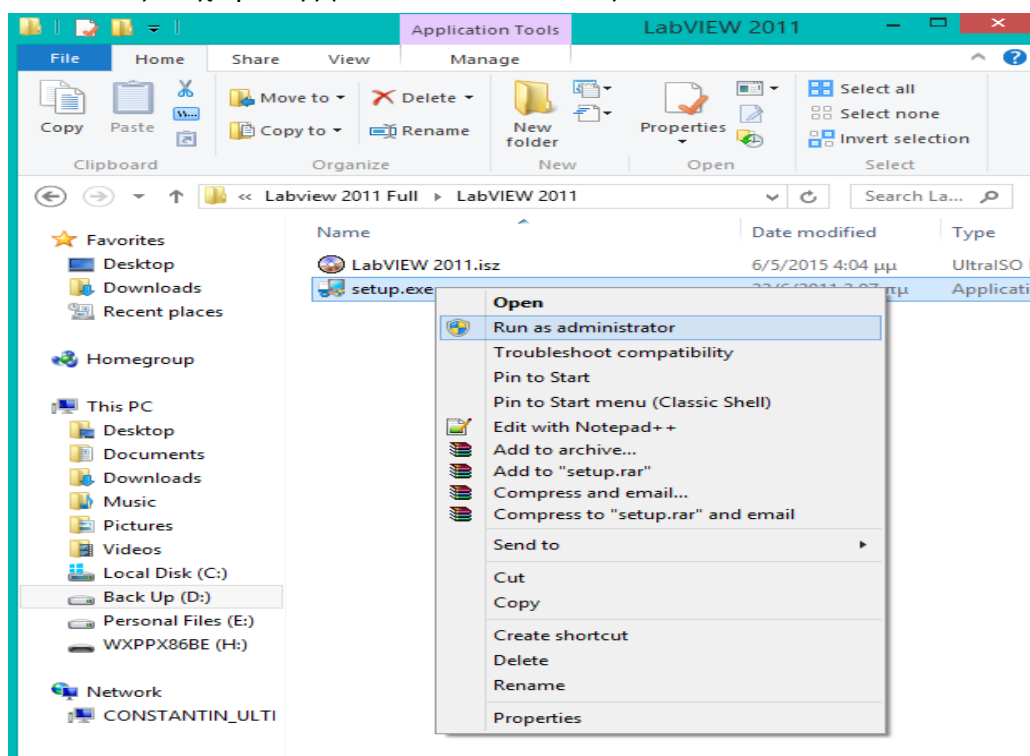 Application Tools
LabVIEW 2011
File Home Share View Manage
Copy
Paste
Move to
Copy to
Delete
Rename
New folder
Properties
Select all
Select none
Invert selection
Clipboard Organize New Open Select
« Labview 2011 Full LabVIEW 2011
Search La...
Name Date modified Type
LabVIEW 2011.isz 6/5/2015 4:04 μμ UltraISO
setup.exe Applicati
Favorites
Desktop
Downloads
Recent places
Homegroup
This PC
Desktop
Documents
Downloads
Music
Pictures
Videos
Local Disk (C:)
Back Up (D:)
Personal Files (E:)
WXPPX86BE (H:)
Network
CONSTANTIN_ULTI
Open
Run as administrator
Troubleshoot compatibility
Pin to Start
Pin to Start menu (Classic Shell)
Edit with Notepad++
Add to archive...
Add to "setup.rar"
Compress and email...
Compress to "setup.rar" and email
Send to
Cut
Copy
Create shortcut
Delete
Rename
Properties